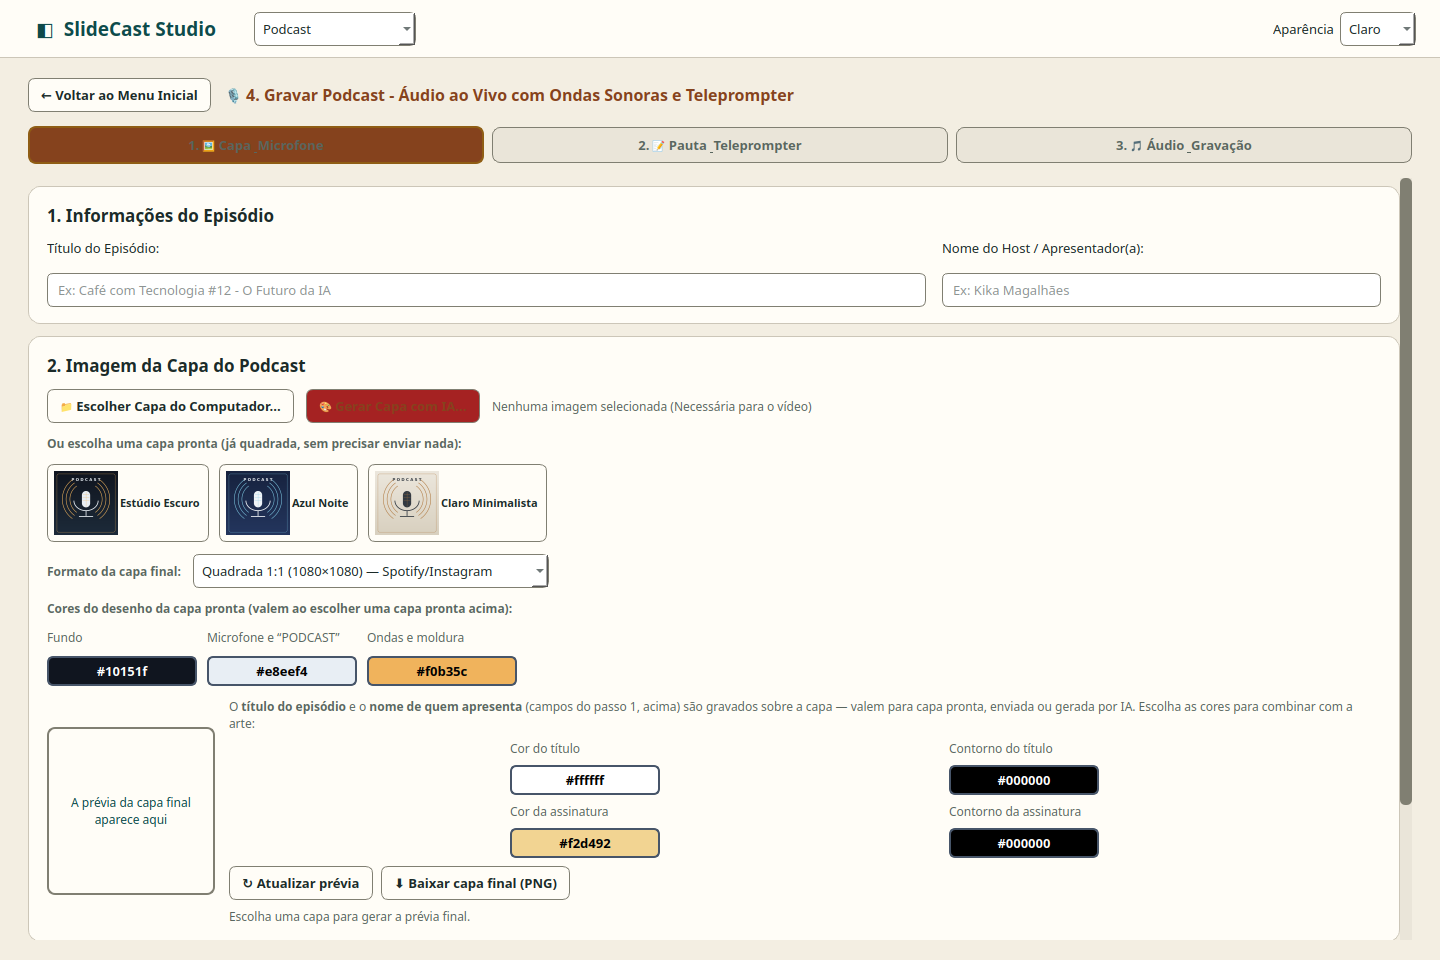 SlideCast Studio
Podcast
Aparência
Claro
← Voltar ao Menu Inicial
4. Gravar Podcast - Áudio ao Vivo com Ondas Sonoras e Teleprompter
1. Capa _Microfone
2. Pauta _Teleprompter
3. Áudio _Gravação
1. Informações do Episódio
Título do Episódio:
Nome do Host / Apresentador(a):
Ex: Café com Tecnologia #12 - O Futuro da IA
Ex: Kika Magalhães
2. Imagem da Capa do Podcast
Escolher Capa do Computador...
Gerar Capa com IA...
Nenhuma imagem selecionada (Necessária para o vídeo)
Ou escolha uma capa pronta (já quadrada, sem precisar enviar nada):
PODCAST
Estúdio Escuro
PODCAST
Azul Noite
PODCAST
Claro Minimalista
Formato da capa final:
Quadrada 1:1 (1080×1080) — Spotify/Instagram
Cores do desenho da capa pronta (valem ao escolher uma capa pronta acima):
Fundo
Microfone e “PODCAST”
Ondas e moldura
#10151f
#e8eef4
#f0b35c
O título do episódio e o nome de quem apresenta (campos do passo 1, acima) são gravados sobre a capa — valem para capa pronta, enviada ou gerada por IA. Escolha as cores para combinar com a
arte:
A prévia da capa final
aparece aqui
Cor do título
Contorno do título
#ffffff
#000000
Cor da assinatura
Contorno da assinatura
#f2d492
#000000
↻ Atualizar prévia
⬇ Baixar capa final (PNG)
Escolha uma capa para gerar a prévia final.